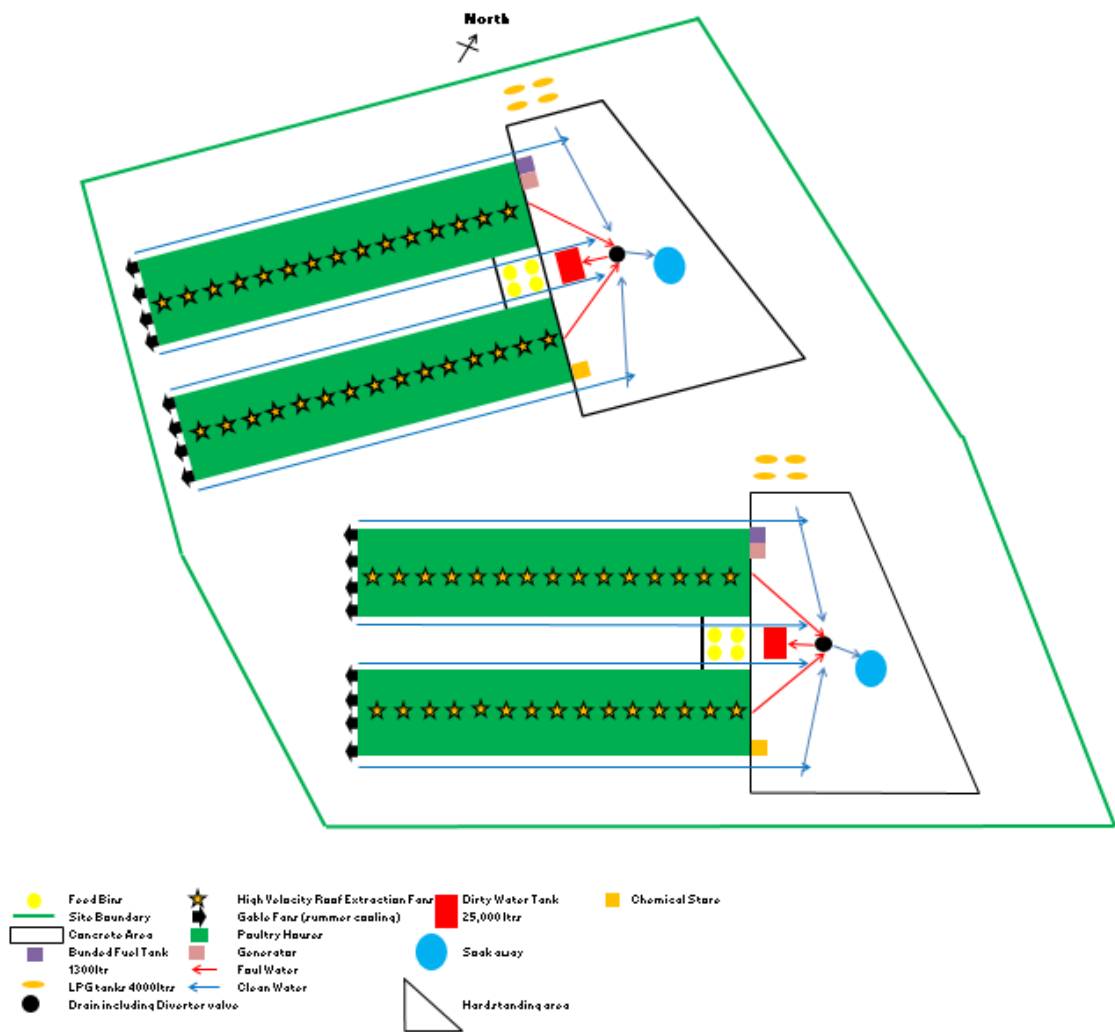 North
Feed Bins
High Velocity Roof Extraction Fans
Dirty Water Tank
25,000 ltrs
Chemical Store
Site Boundary
Gable Fans (summer cooling)
Concrete Area
Poultry Houses
Bunded Fuel Tank
1300ltr
Generator
Soak away
Foul Water
LPG tanks 4000ltrs
Clean Water
Drain including Diverter valve
Hardstanding area